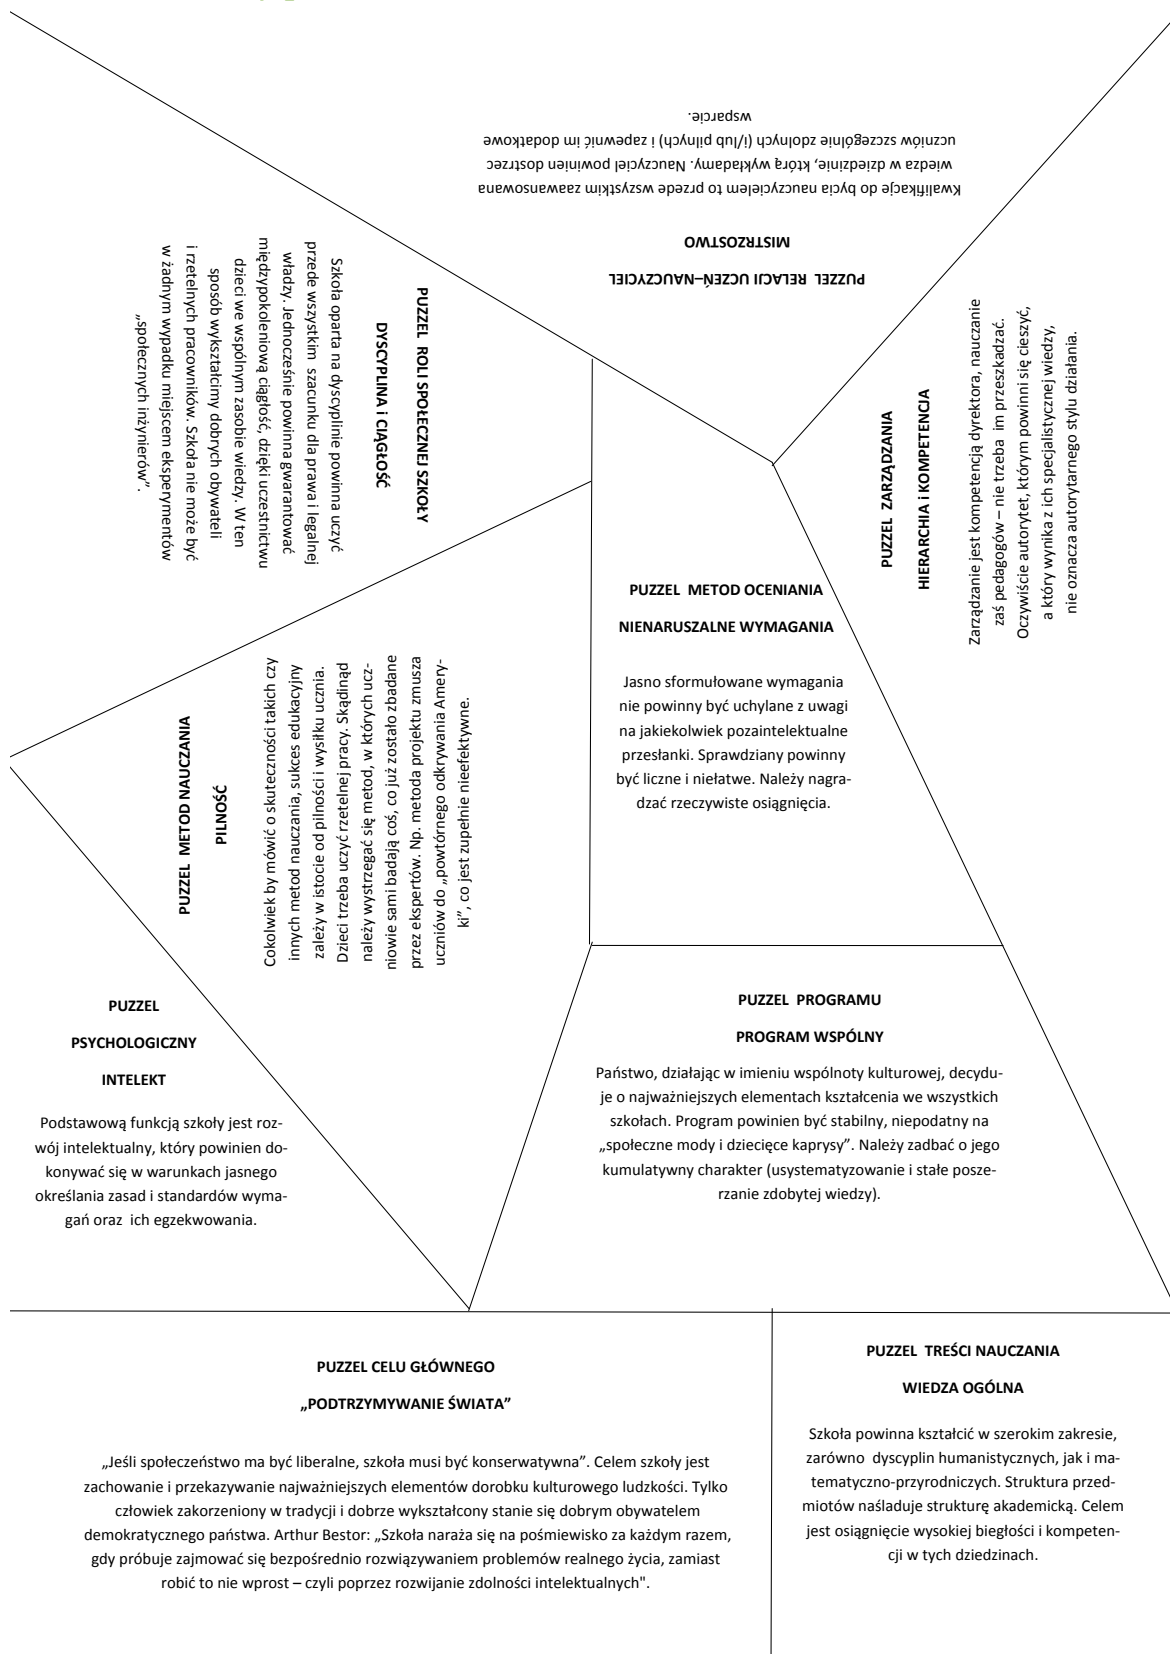 Kwalifikacje do bycia nauczycielem to przede wszystkim zaawansowana
wiedza w dziedzinie, którą wykładamy. Nauczyciel powinien dostrzec
uczniów szczególnie zdolnych (i/lub pilnych) i zapewnić im dodatkowe
wsparcie.
PUZZEL RELACJI UCZEŃ–NAUCZYCIEL
MISTRZOSTWO
PUZZEL ROLI SPOŁECZNEJ SZKOŁY
DYSCYPLINA i CIĄGŁOŚĆ
Szkoła oparta na dyscyplinie powinna uczyć
przede wszystkim szacunku dla prawa i legalnej
władzy. Jednocześnie powinna gwarantować
międzypokoleniową ciągłość, dzięki uczestnictwu
dzieci we wspólnym zasobie wiedzy. W ten
sposób wykształcimy dobrych obywateli
i rzetelnych pracowników. Szkoła nie może być
w żadnym wypadku miejscem eksperymentów
„społecznych inżynierów”.
PUZZEL ZARZĄDZANIA
HIERARCHIA i KOMPETENCJA
Zarządzanie jest kompetencją dyrektora, nauczanie
zaś pedagogów – nie trzeba im przeszkadzać.
Oczywiście autorytet, którym powinni się cieszyć,
a który wynika z ich specjalistycznej wiedzy,
nie oznacza autorytarnego stylu działania.
PUZZEL METOD OCENIANIA
NIENARUSZALNE WYMAGANIA
Jasno sformułowane wymagania
nie powinny być uchylane z uwagi
na jakiekolwiek pozaintelektualne
przesłanki. Sprawdziany powinny
być liczne i niełatwe. Należy nagra-
dzać rzeczywiste osiągnięcia.
PUZZEL METOD NAUCZANIA
PILNOŚĆ
Cokolwiek by mówić o skuteczności takich czy
innych metod nauczania, sukces edukacyjny
zależy w istocie od pilności i wysiłku ucznia.
Dzieci trzeba uczyć rzetelnej pracy. Skądinąd
należy wystrzegać się metod, w których ucz-
niowie sami badają coś, co już zostało zbadane
przez ekspertów. Np. metoda projektu zmusza
uczniów do „powtórnego odkrywania Amery-
ki”, co jest zupełnie nieefektywne.
PUZZEL
PSYCHOLOGICZNY
INTELEKT
Podstawową funkcją szkoły jest roz-
wój intelektualny, który powinien do-
konywać się w warunkach jasnego
określania zasad i standardów wyma-
gań oraz ich egzekwowania.
PUZZEL PROGRAMU
PROGRAM WSPÓLNY
Państwo, działając w imieniu wspólnoty kulturowej, decydu-
je o najważniejszych elementach kształcenia we wszystkich
szkołach. Program powinien być stabilny, niepodatny na
„społeczne mody i dziecięce kaprysy”. Należy zadbać o jego
kumulatywny charakter (usystematyzowanie i stałe posze-
rzanie zdobytej wiedzy).
PUZZEL CELU GŁÓWNEGO
„PODTRZYMYWANIE ŚWIATA”
„Jeśli społeczeństwo ma być liberalne, szkoła musi być konserwatywna”. Celem szkoły jest
zachowanie i przekazywanie najważniejszych elementów dorobku kulturowego ludzkości. Tylko
człowiek zakorzeniony w tradycji i dobrze wykształcony stanie się dobrym obywatelem
demokratycznego państwa. Arthur Bestor: „Szkoła naraża się na pośmiewisko za każdym razem,
gdy próbuje zajmować się bezpośrednio rozwiązywaniem problemów realnego życia, zamiast
robić to nie wprost – czyli poprzez rozwijanie zdolności intelektualnych".
PUZZEL TREŚCI NAUCZANIA
WIEDZA OGÓLNA
Szkoła powinna kształcić w szerokim zakresie,
zarówno dyscyplin humanistycznych, jak i ma-
tematyczno-przyrodniczych. Struktura przed-
miotów naśladuje strukturę akademicką. Celem
jest osiągnięcie wysokiej biegłości i kompeten-
cji w tych dziedzinach.